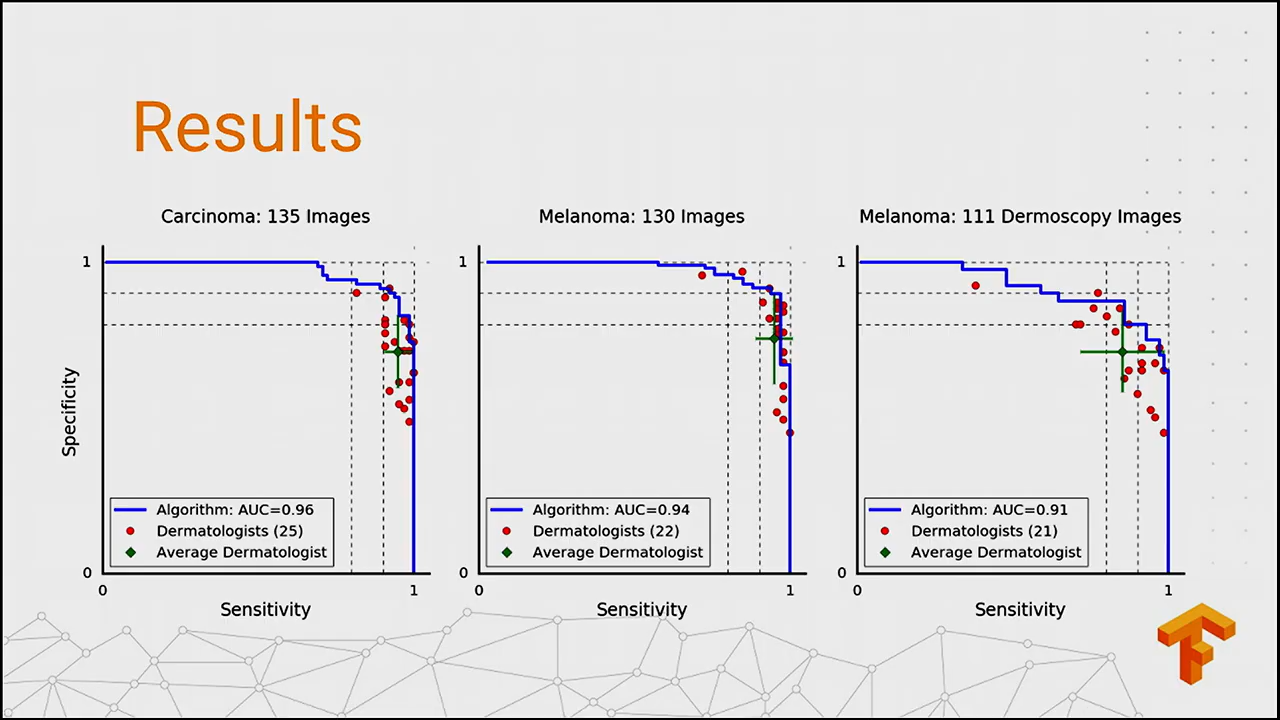 Results
Carcinoma: 135 Images
1
Specificity
Algorithm: AUC=0.96
Dermatologists (25)
Average Dermatologist
0
0
1
Sensitivity
Melanoma: 130 Images
1
Algorithm: AUC=0.94
Dermatologists (22)
Average Dermatologist
0
0
1
Sensitivity
Melanoma: 111 Dermoscopy Images
1
Algorithm: AUC=0.91
Dermatologists (21)
Average Dermatologist
0
0
1
Sensitivity